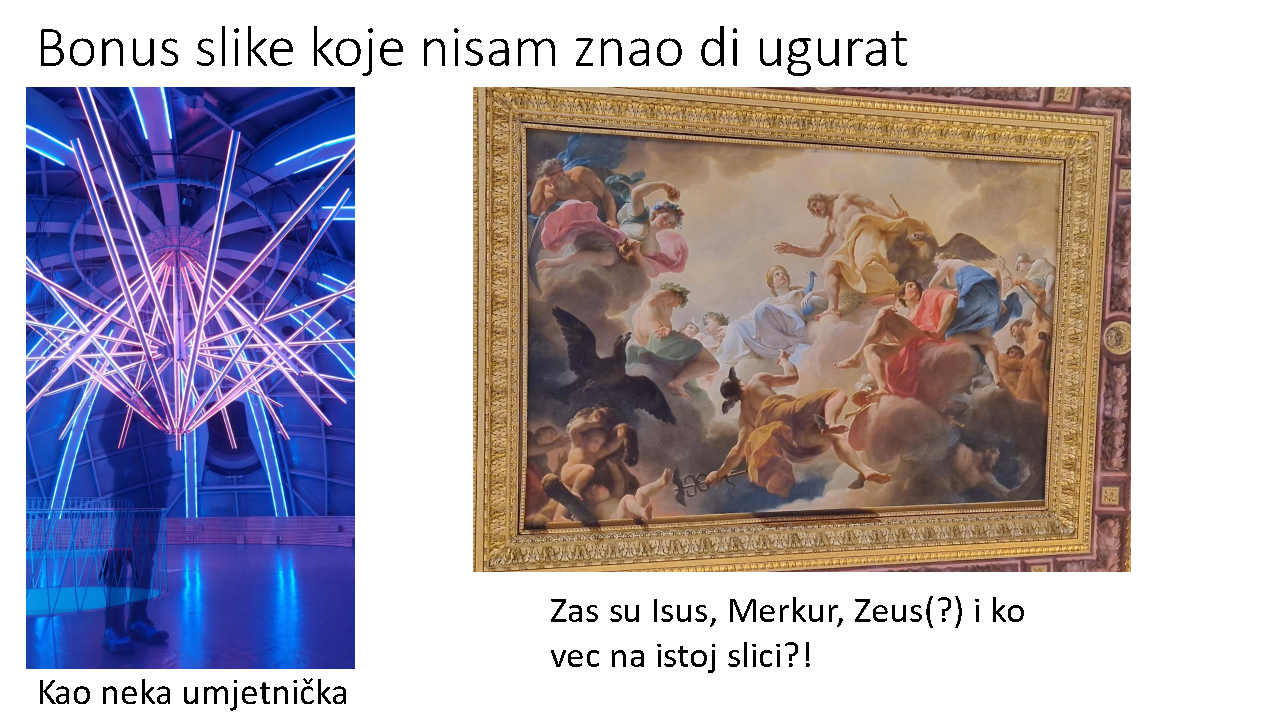 Bonus slike koje nisam znao di ugurat
Kao neka umjetnička
Zas su Isus, Merkur, Zeus(?) i ko
vec na istoj slici?!